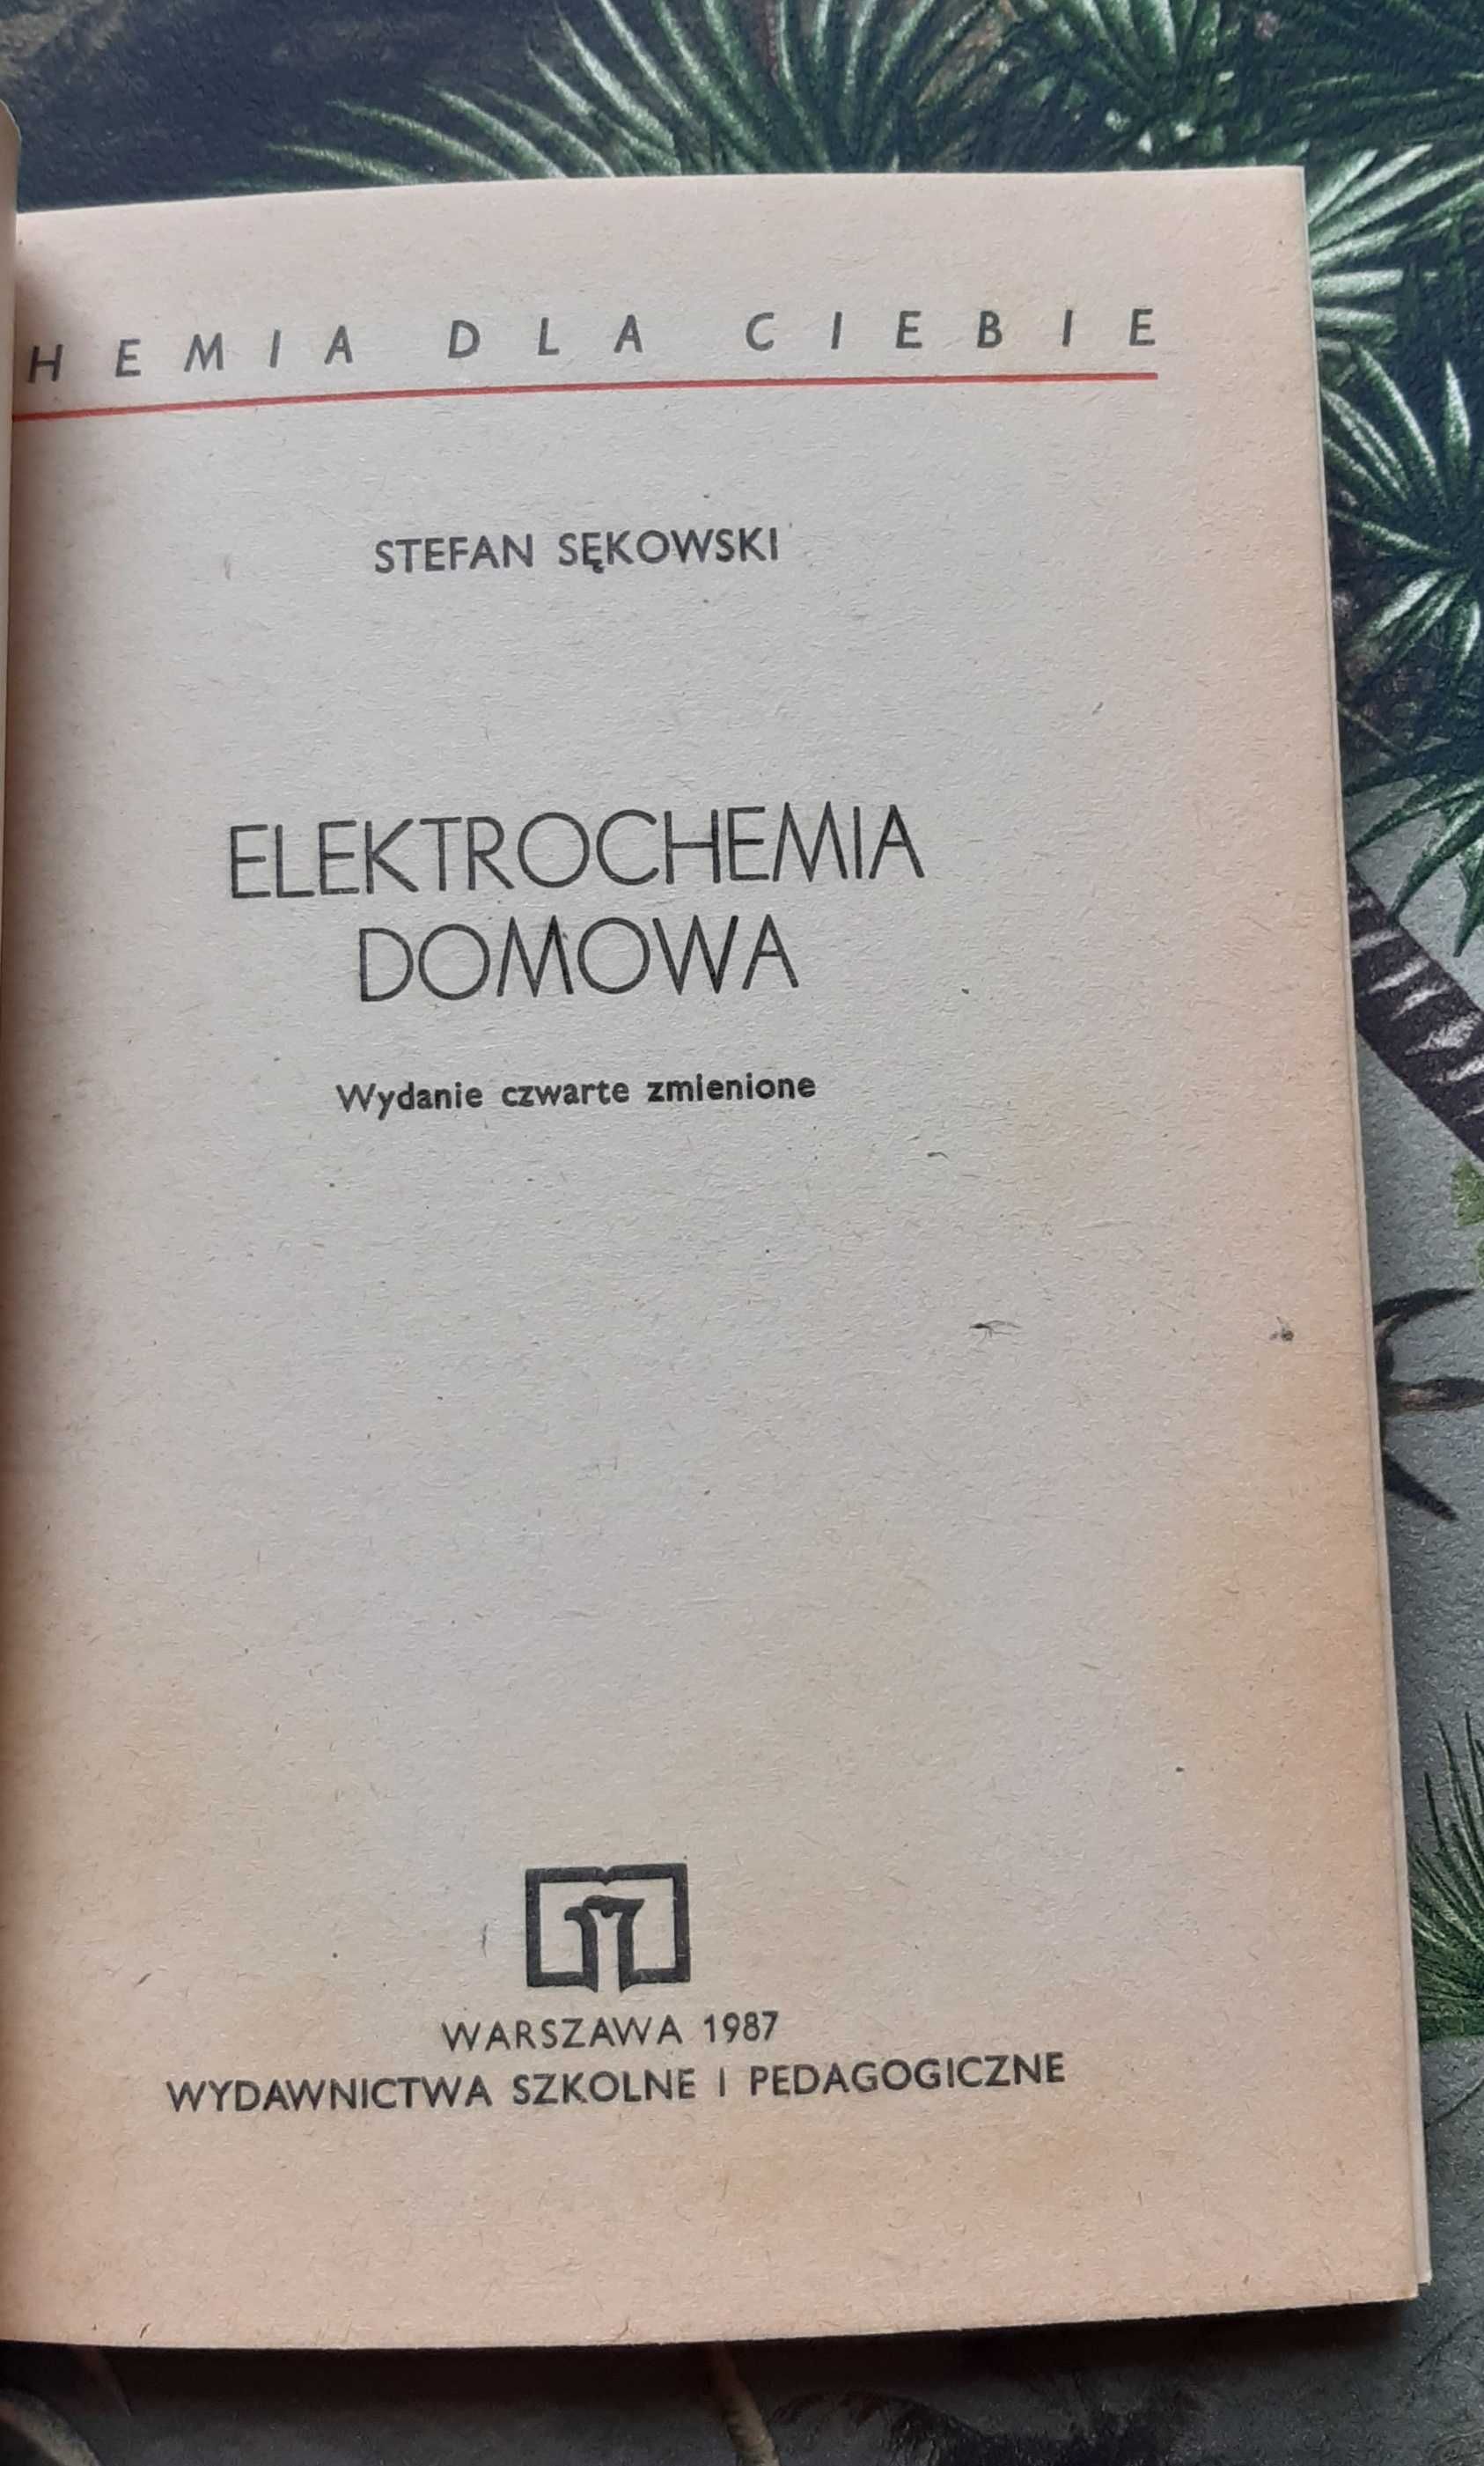 HEMIA DLA CIEBIE
STEFAN SĘKOWSKI
ELEKTROCHEMIA
DOMOWA
Wydanie czwarte zmienione
WARSZAWA 1987
WYDAWNICTWA SZKOLNE I PEDAGOGICZNE